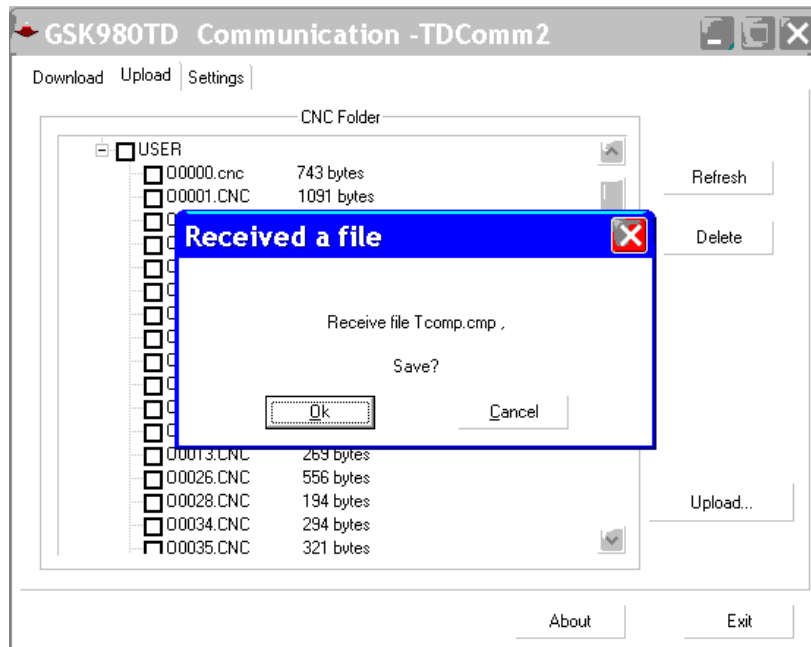 GSK980TD Communication -TDComm2
Download Upload Settings
CNC Folder
USER
O0000.cnc 743 bytes
O0001.CNC 1091 bytes
Refresh
Delete
Received a file
Receive file Tcomp.cmp ,
Save?
Ok Cancel
O0013.CNC 269 bytes
O0026.CNC 556 bytes
O0028.CNC 194 bytes
O0034.CNC 294 bytes
O0035.CNC 321 bytes
Upload...
About Exit